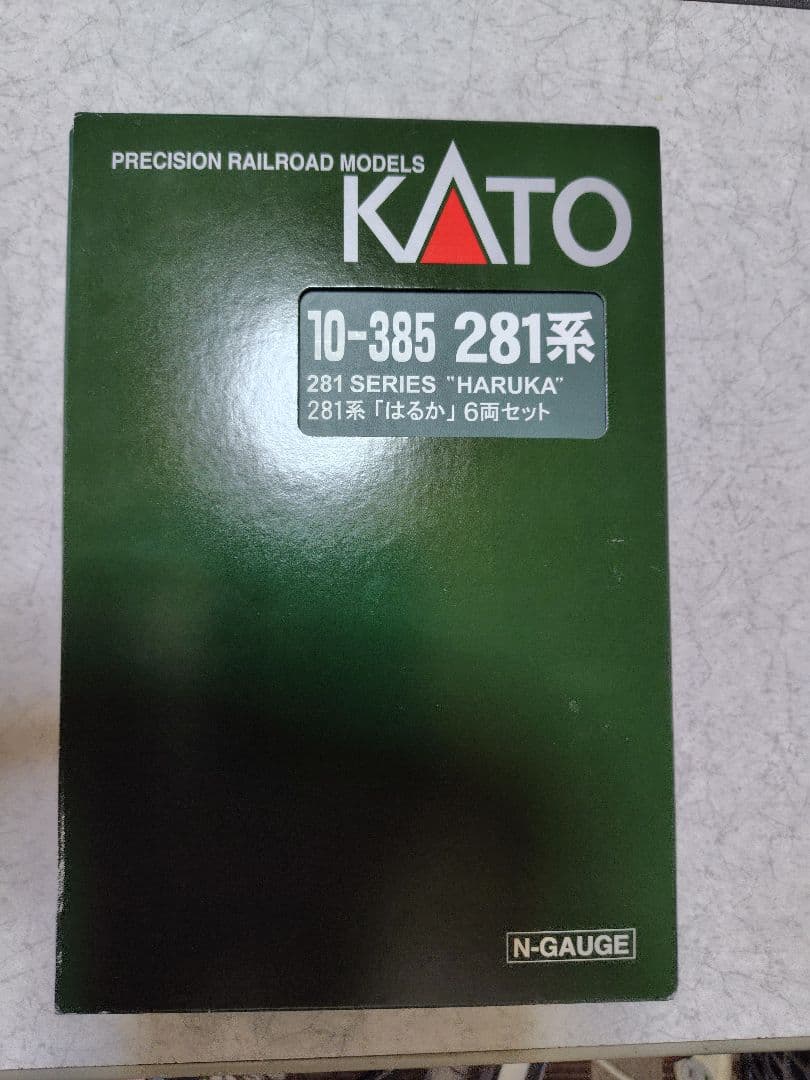 PRECISION RAILROAD MODELS
KATO
10-385 281系
281 SERIES "HARUKA"
281系「はるか」6両セット
N-GAUGE